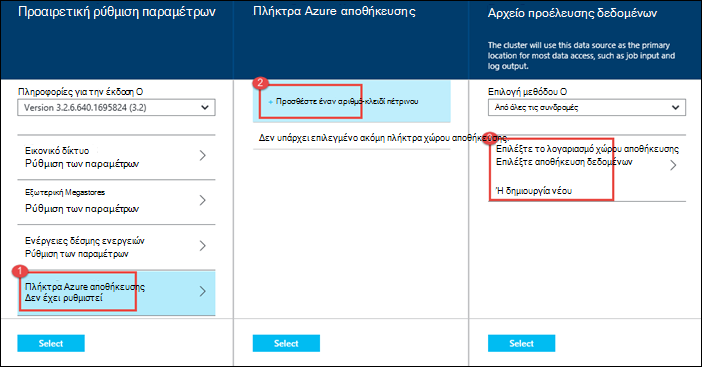 Προαιρετική ρύθμιση παραμέτρων
Πληροφορίες για την έκδοση Ο
Version 3.2.6.640.1695824 (3.2)
Εικονικό δίκτυο
Ρύθμιση των παραμέτρων
Εξωτερική Megastores
Ρύθμιση των παραμέτρων
Ενέργειες δέσμης ενεργειών
Ρύθμιση των παραμέτρων
1
Πλήκτρα Azure αποθήκευσης
Δεν έχει ρυθμιστεί
Select
Πλήκτρα Azure αποθήκευσης
2
+ Προσθέστε έναν αριθμό-κλειδί πέτρινου
Δεν υπάρχει επιλεγμένο ακόμη πλήκτρα χώρου αποθήκευσης.
Select
Αρχείο προέλευσης δεδομένων
The cluster will use this data source as the primary
location for most data access, such as job input and
log output.
Επιλογή μεθόδου Ο
Από όλες τις συνδρομές
Επιλέξτε το λογαριασμό χώρου αποθήκευσης
Επιλέξτε αποθήκευση δεδομένων
Ή δημιουργία νέου
Select